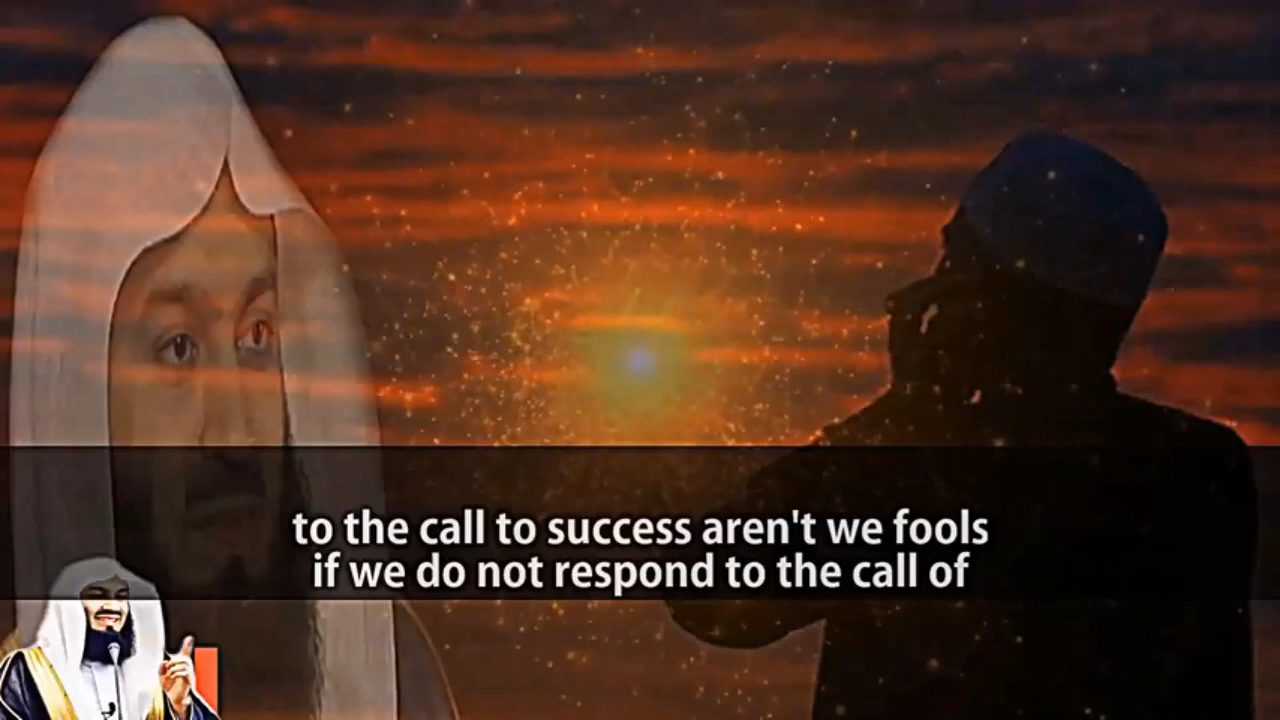 to the call to success aren't we fools
if we do not respond to the call of